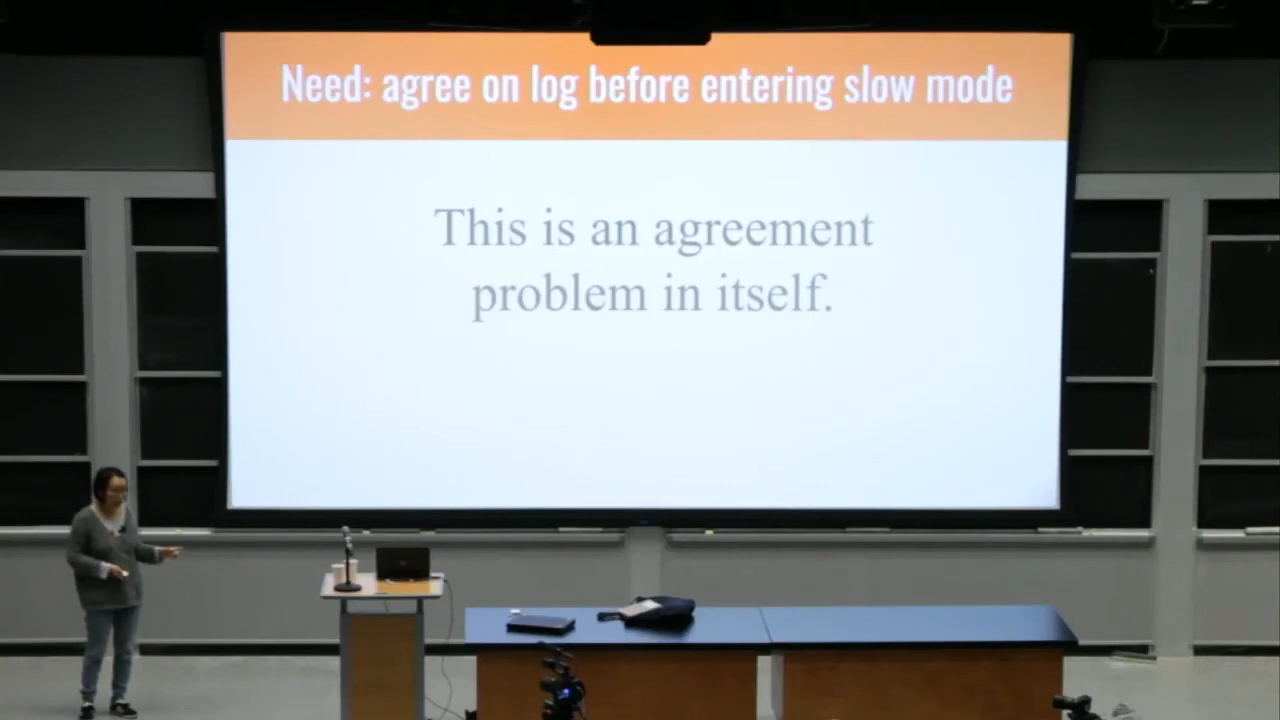 Need: agree on log before entering slow mode
This is an agreement
problem in itself.